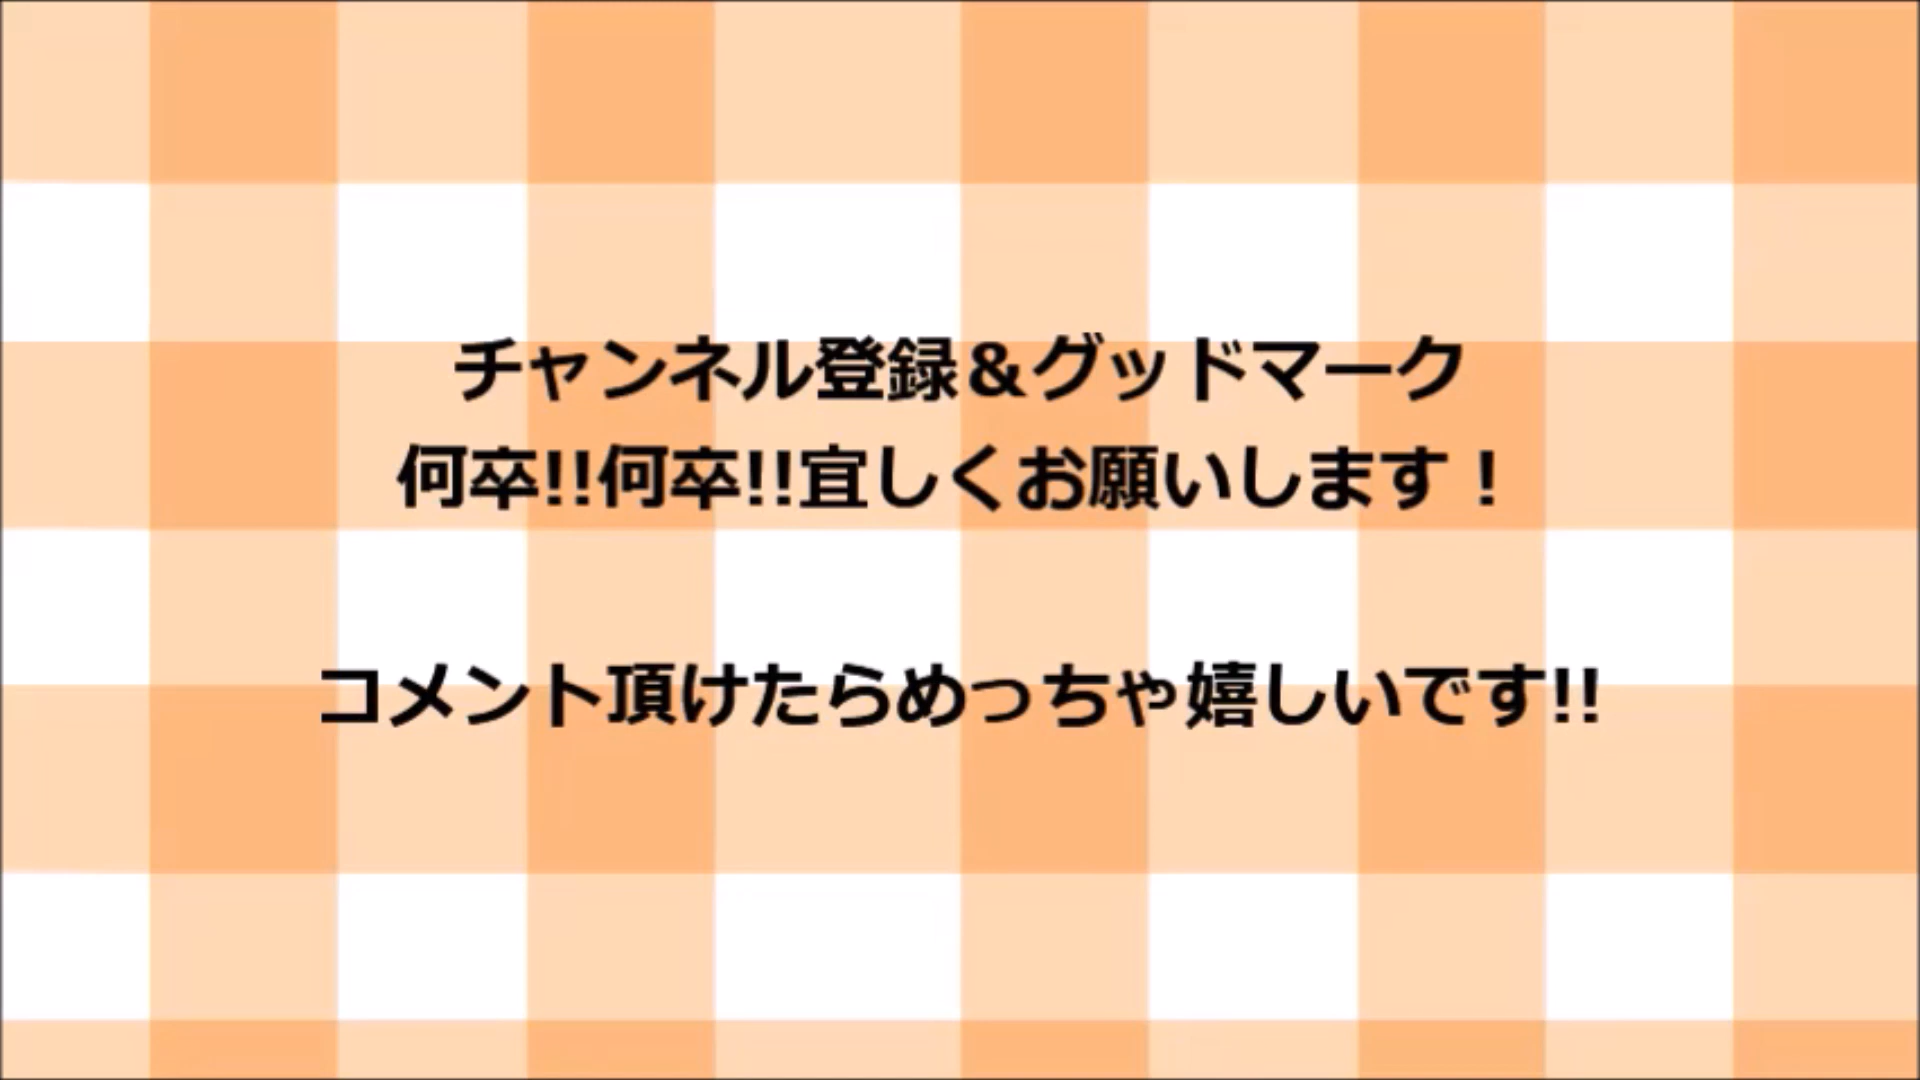 チャンネル登録＆グッドマーク
何卒!!何卒!!宜しくお願いします！
コメント頂けたらめっちゃ嬉しいです!!